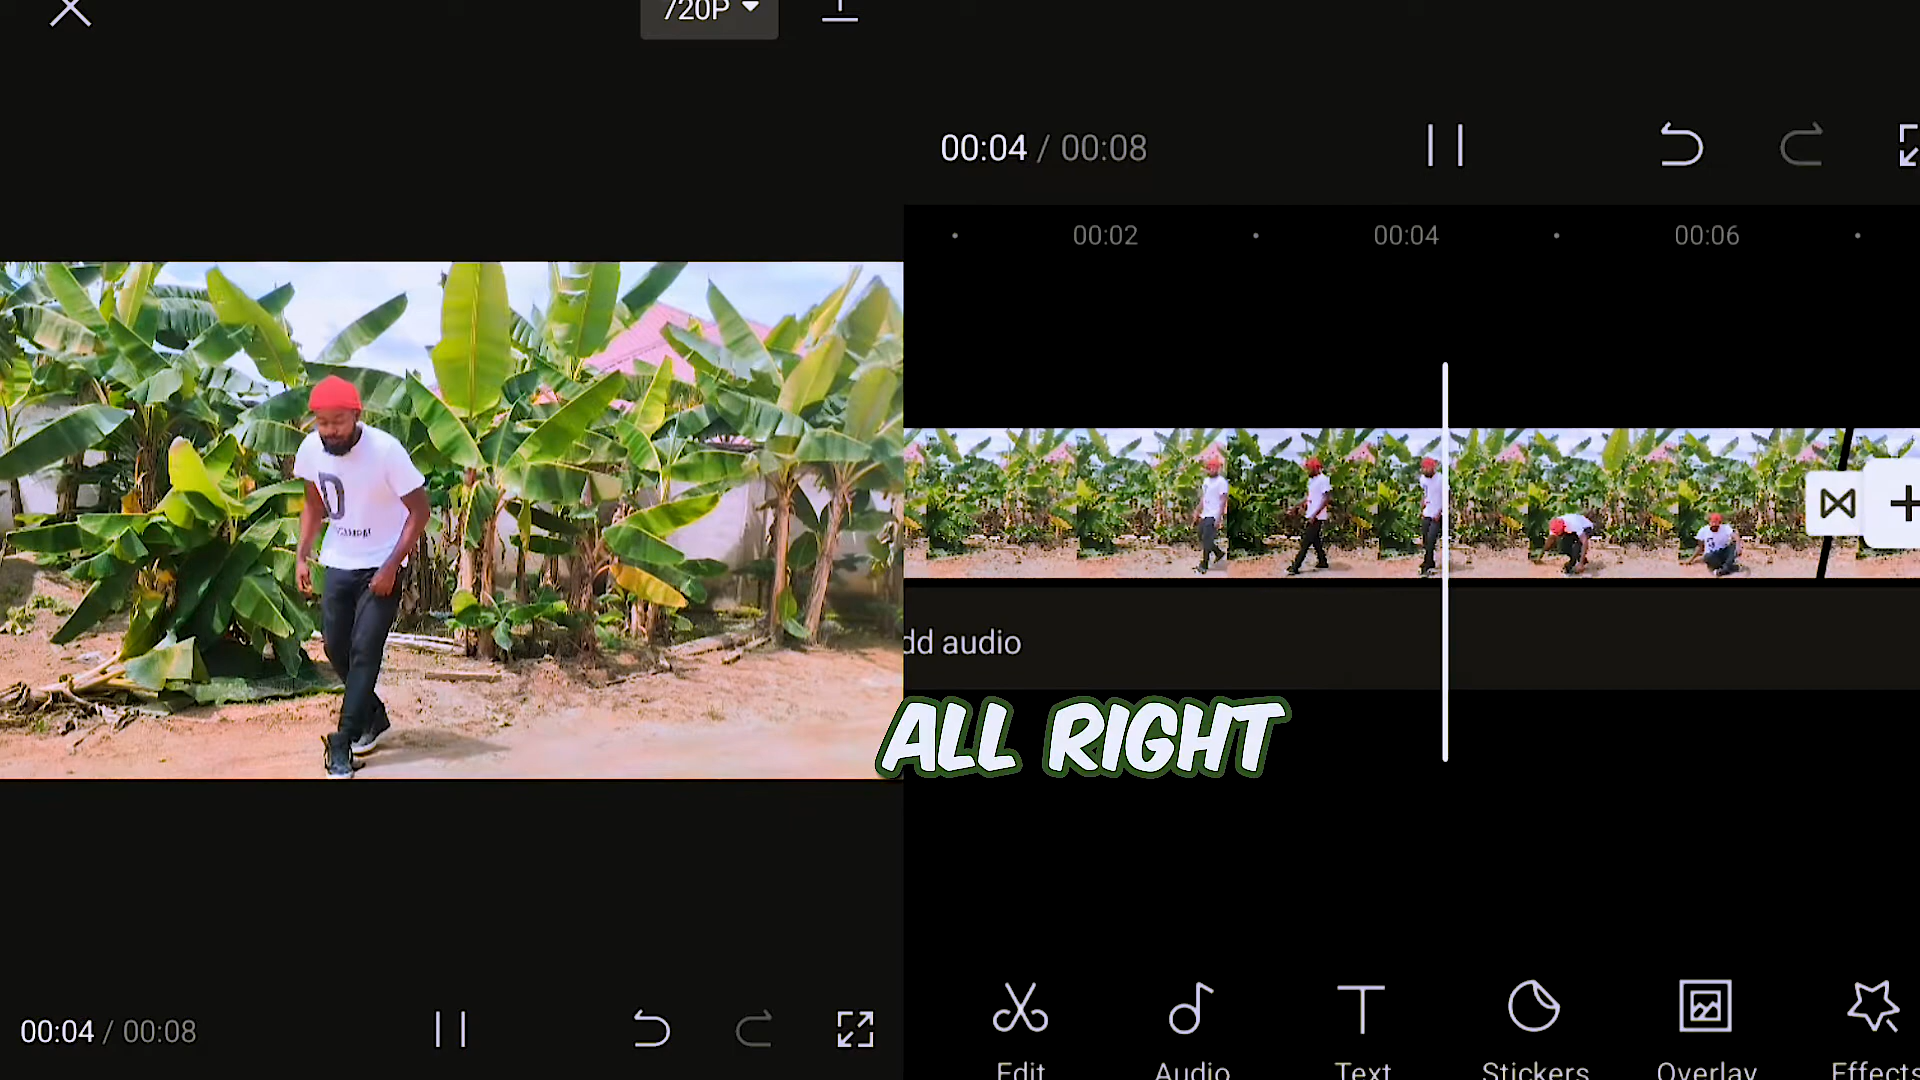 720P
00:04 / 00:08
00:02
00:04
00:06
D
dd audio
ALL RIGHT
00:04 / 00:08
Edit
Audio
Text
Stickers
Overlay
Effects